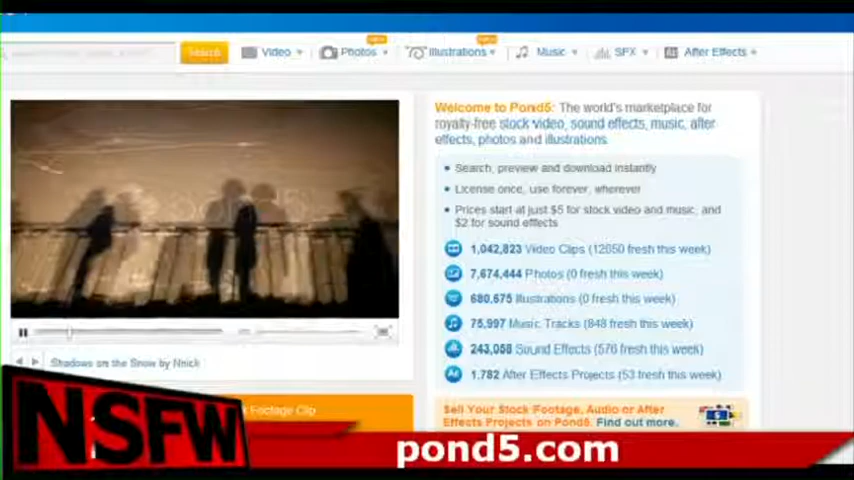 Search Video Photos Illustrations Music SFX After Effects
Welcome to Pond5: The world's marketplace for
royalty-free stock video, sound effects, music, after
effects, photos and illustrations
Search, preview and download instantly
License once, use forever, wherever
Prices start at just $5 for stock video and music, and
$2 for sound effects
1,042,823 Video Clips (12050 fresh this week)
7,674,444 Photos (0 fresh this week)
680,675 Illustrations (0 fresh this week)
75,997 Music Tracks (848 fresh this week)
243,058 Sound Effects (576 fresh this week)
1,782 After Effects Projects (53 fresh this week)
Shadows on the Snow by Nnick
k Footage Clip
Sell Your Stock Footage, Audio or After
Effects Projects on Pond5. Find out more.
NSFW
pond5.com